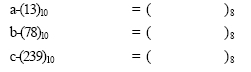 a-(13)₁₀ = ( )₈
b-(78)₁₀ = ( )₈
c-(239)₁₀ = ( )₈